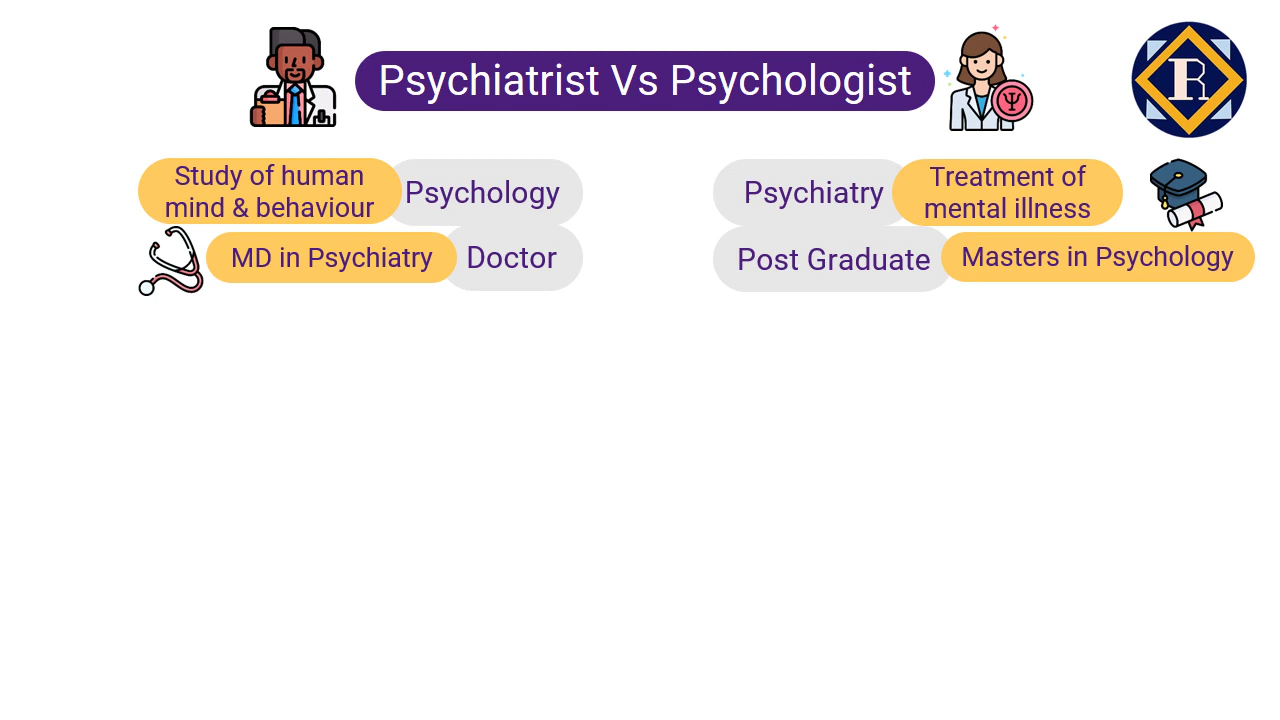 Psychiatrist Vs Psychologist
R
Study of human
mind & behaviour
Psychology
Psychiatry
Treatment of
mental illness
MD in Psychiatry
Doctor
Post Graduate
Masters in Psychology